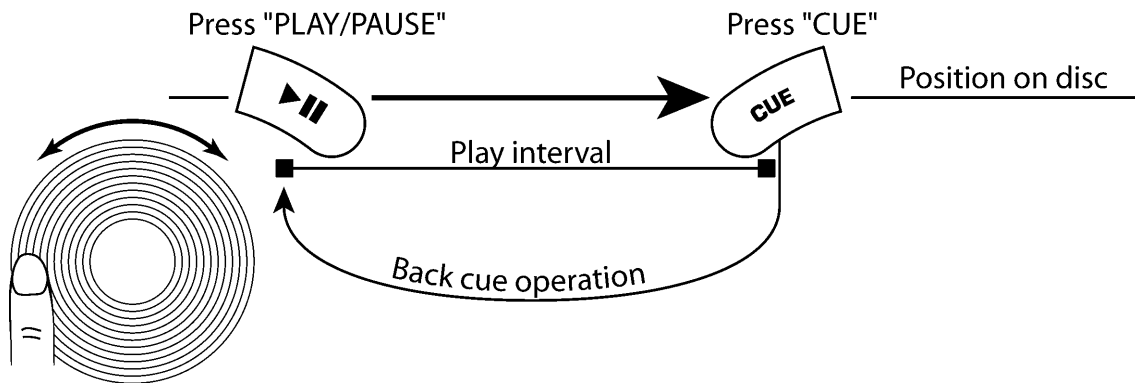 Press "PLAY/PAUSE"
Press "CUE"
CUE
Position on disc
Play interval
Back cue operation